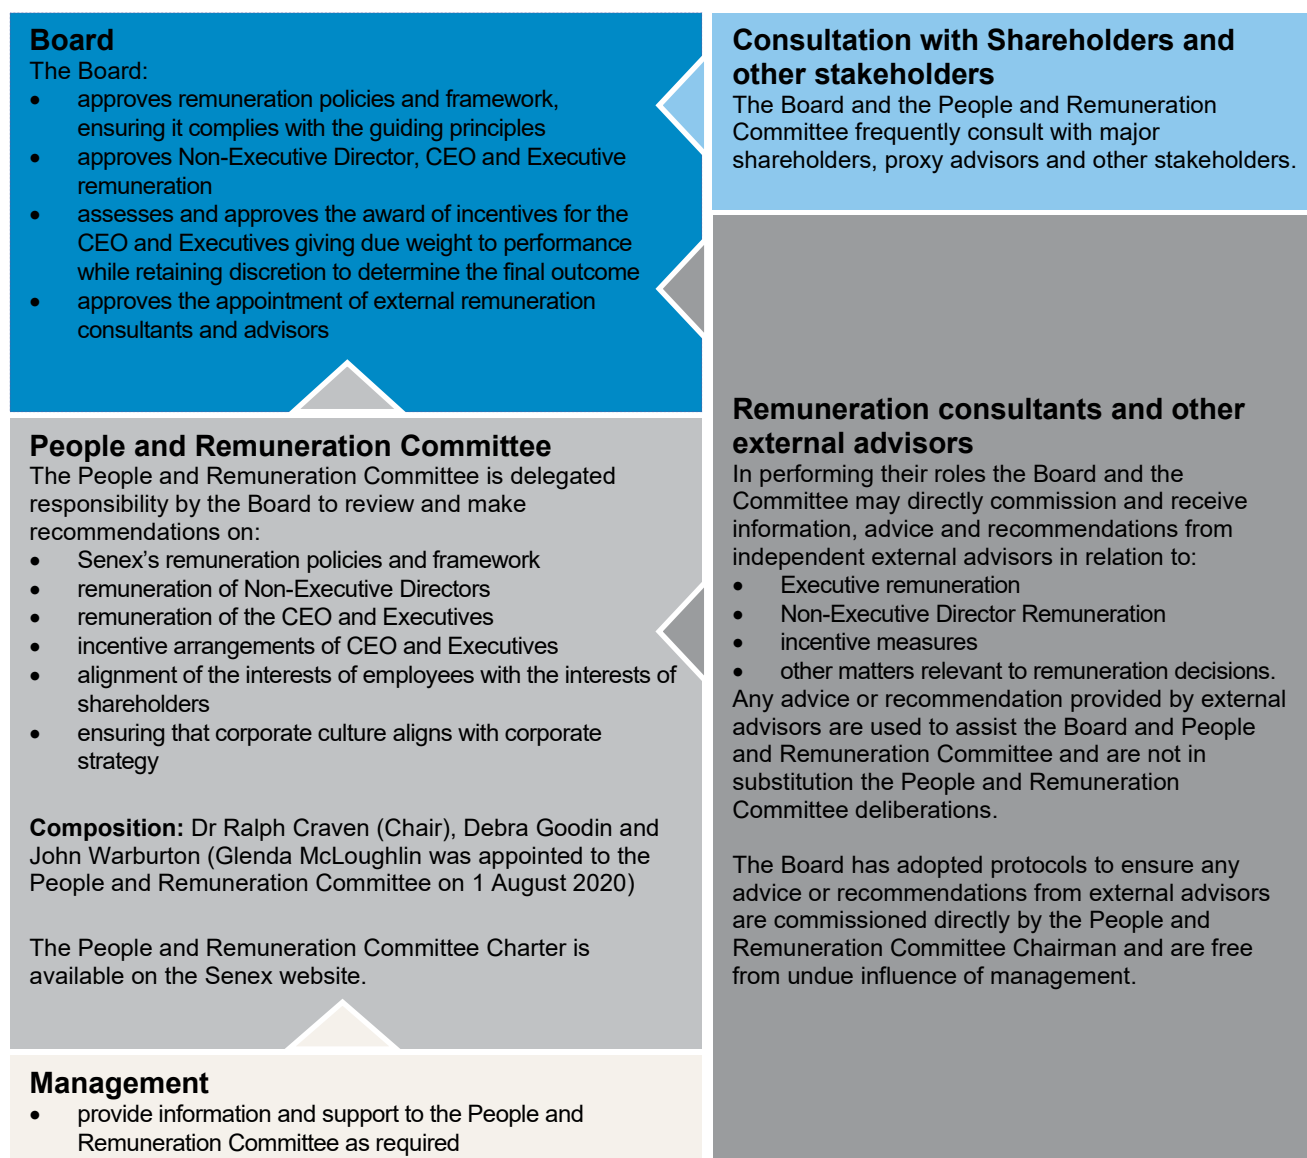 Board
The Board:
• approves remuneration policies and framework,
ensuring it complies with the guiding principles
• approves Non-Executive Director, CEO and Executive
remuneration
• assesses and approves the award of incentives for the
CEO and Executives giving due weight to performance
while retaining discretion to determine the final outcome
• approves the appointment of external remuneration
consultants and advisors
People and Remuneration Committee
The People and Remuneration Committee is delegated
responsibility by the Board to review and make
recommendations on:
• Senex’s remuneration policies and framework
• remuneration of Non-Executive Directors
• remuneration of the CEO and Executives
• incentive arrangements of CEO and Executives
• alignment of the interests of employees with the interests of
shareholders
• ensuring that corporate culture aligns with corporate
strategy
Composition: Dr Ralph Craven (Chair), Debra Goodin and
John Warburton (Glenda McLoughlin was appointed to the
People and Remuneration Committee on 1 August 2020)
The People and Remuneration Committee Charter is
available on the Senex website.
Management
• provide information and support to the People and
Remuneration Committee as required
Consultation with Shareholders and
other stakeholders
The Board and the People and Remuneration
Committee frequently consult with major
shareholders, proxy advisors and other stakeholders.
Remuneration consultants and other
external advisors
In performing their roles the Board and the
Committee may directly commission and receive
information, advice and recommendations from
independent external advisors in relation to:
• Executive remuneration
• Non-Executive Director Remuneration
• incentive measures
• other matters relevant to remuneration decisions.
Any advice or recommendation provided by external
advisors are used to assist the Board and People
and Remuneration Committee and are not in
substitution the People and Remuneration
Committee deliberations.
The Board has adopted protocols to ensure any
advice or recommendations from external advisors
are commissioned directly by the People and
Remuneration Committee Chairman and are free
from undue influence of management.